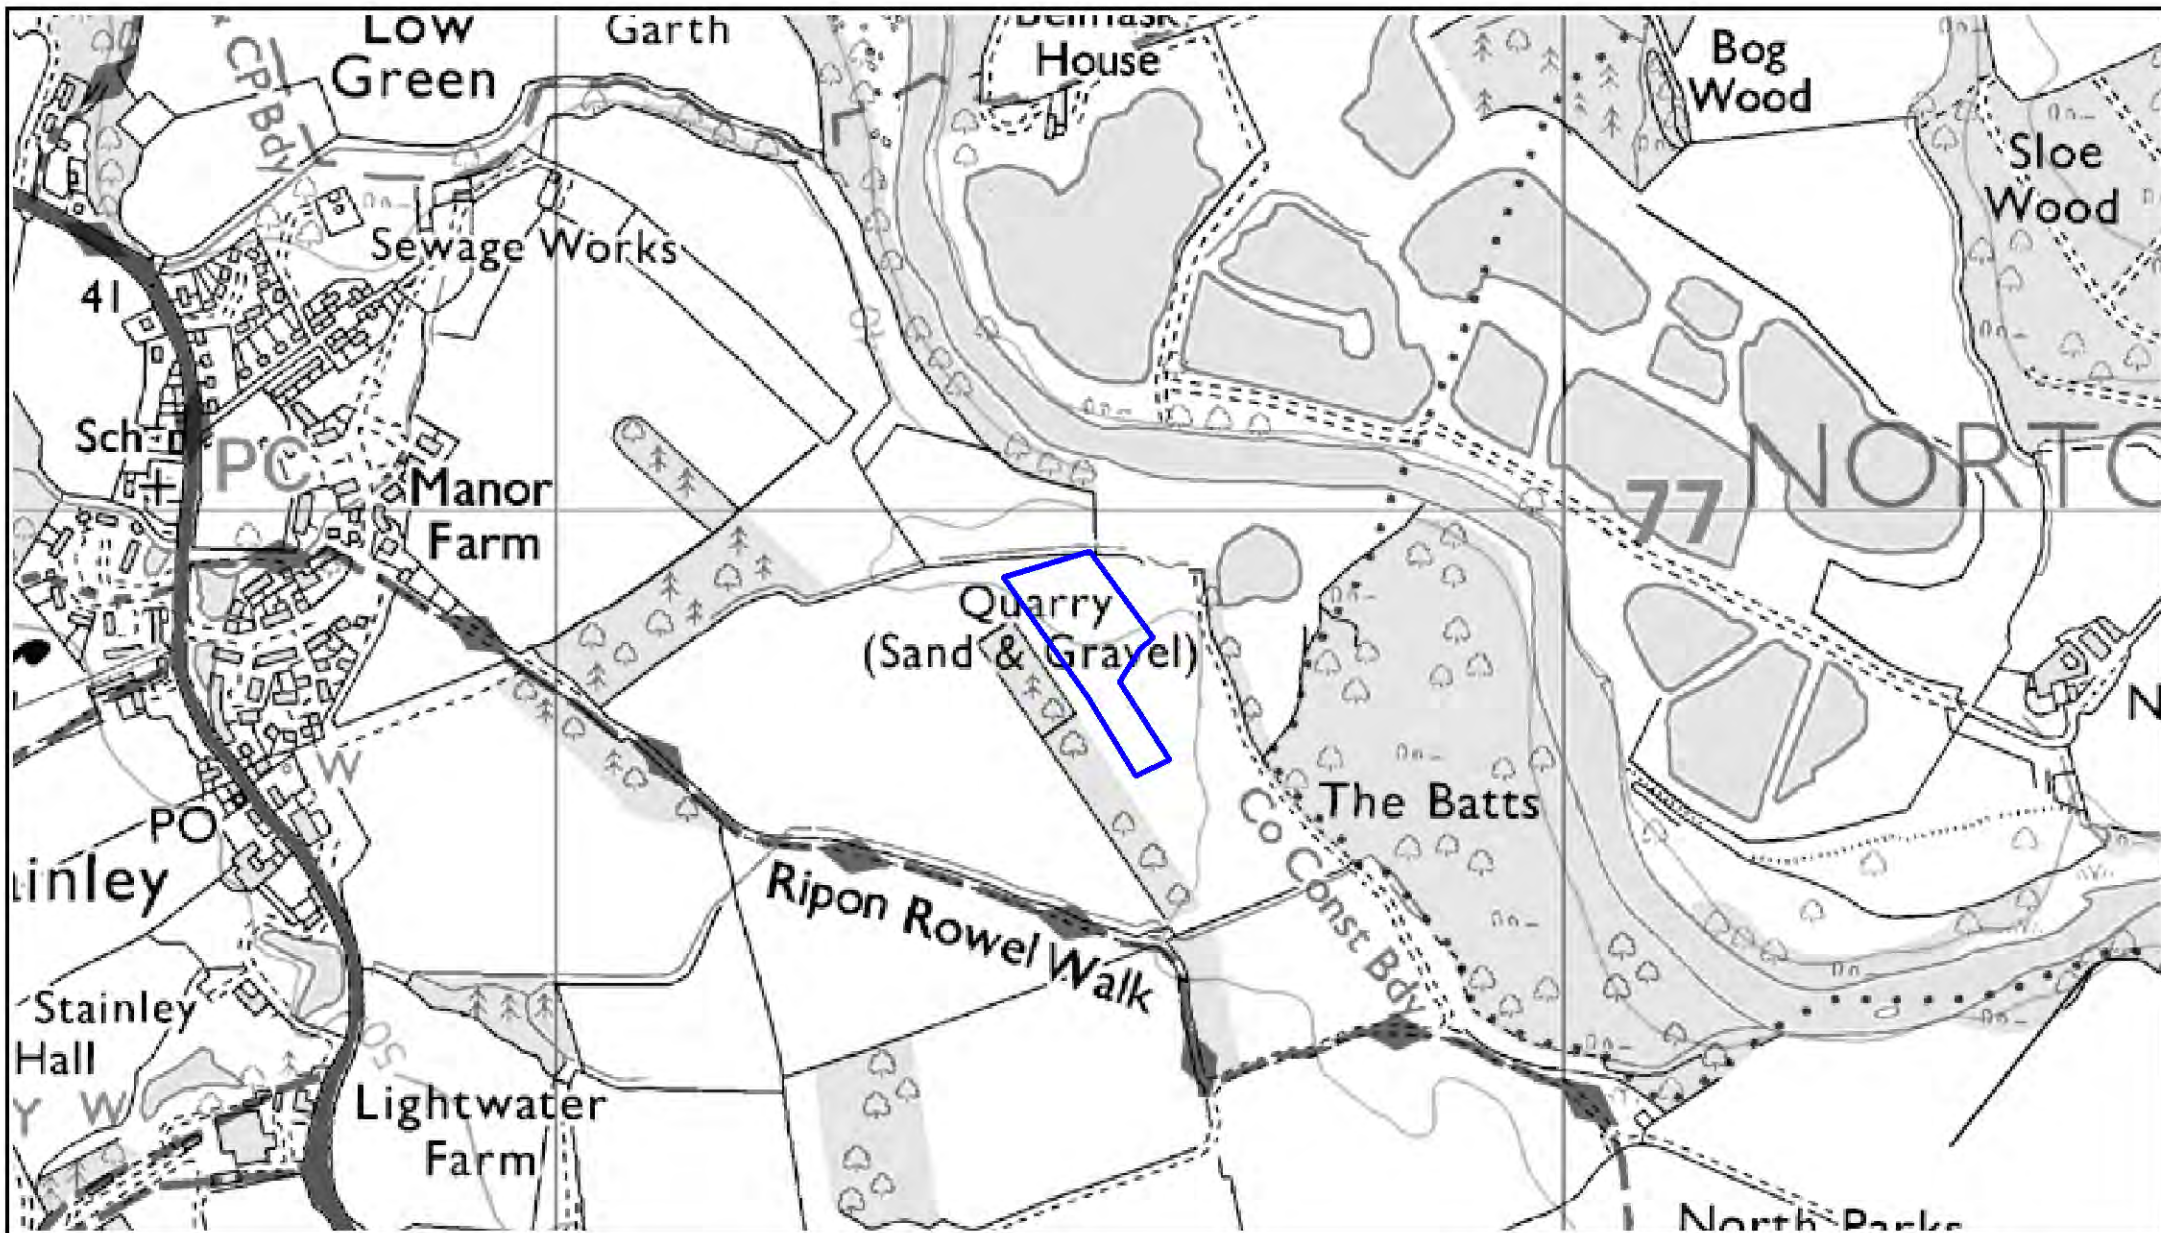 Low
Green
Garth
House
Bog
Wood
Sloe
Wood
CP Bdy
Sewage Works
41
Sch
PC
Manor
Farm
77
NORTO
Quarry
(Sand & Gravel)
W
PO
The Batts
Co Const Bdy
N
inley
Ripon Rowel Walk
Stainley
Hall
50
Y W
Lightwater
Farm
North Parks